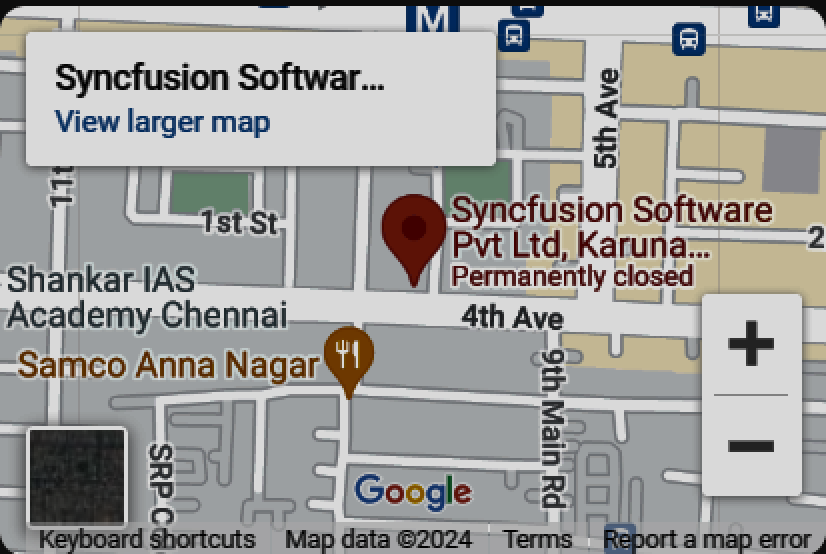 M
Syncfusion Softwar...
View larger map
5th Ave
11t
1st St
Syncfusion Software
Pvt Ltd, Karuna...
Permanently closed
2
Shankar IAS
Academy Chennai
4th Ave
Samco Anna Nagar
9th Main Rd
SRP C
+
−
Google
Keyboard shortcuts
Map data ©2024
Terms
Report a map error